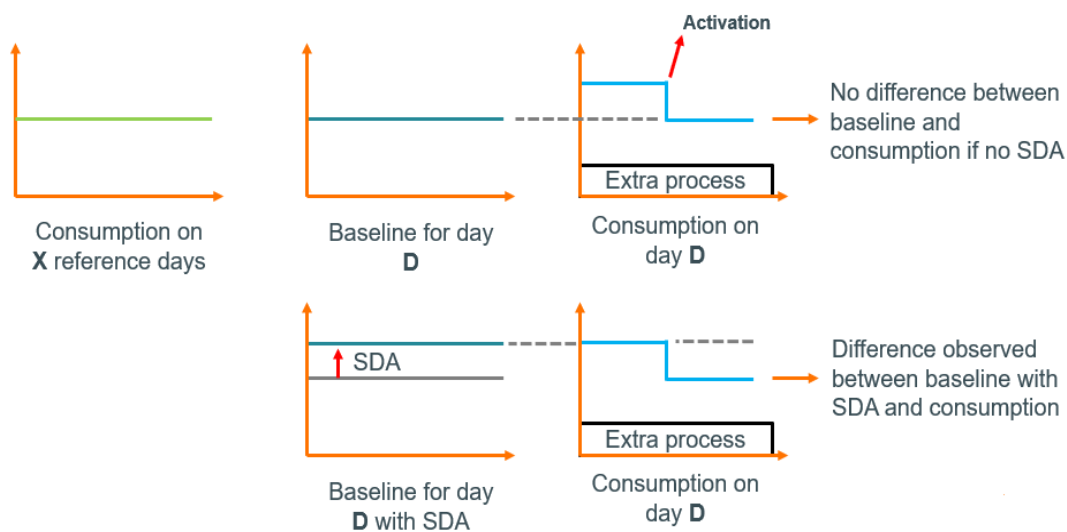 Activation
No difference between
baseline and
consumption if no SDA
Extra process
Consumption on
X reference days
Baseline for day
D
Consumption on
day D
SDA
Difference observed
between baseline with
SDA and consumption
Extra process
Baseline for day
D with SDA
Consumption on
day D